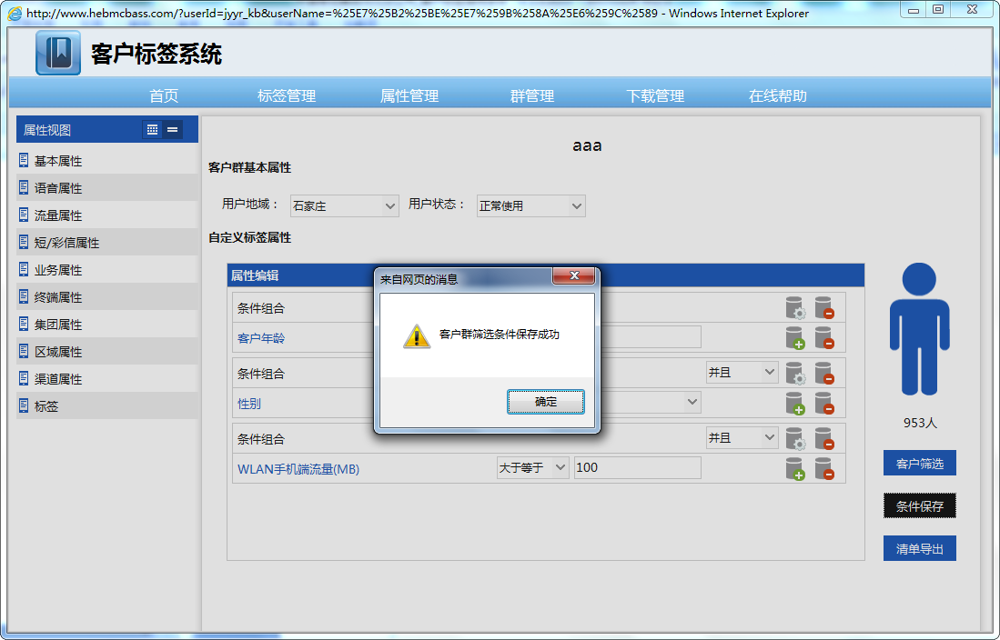 http://www.hebmcbass.com/?userId=jyyr_kb&userName=%25E7%25B2%25BE%25E7%259B%258A%25E6%259C%2589 - Windows Internet Explorer
客户标签系统
首页 标签管理 属性管理 群管理 下载管理 在线帮助
属性视图
基本属性
语音属性
流量属性
短/彩信属性
业务属性
终端属性
集团属性
区域属性
渠道属性
标签
aaa
客户群基本属性
用户地域： 石家庄 用户状态： 正常使用
自定义标签属性
属性编辑
条件组合
客户年龄
条件组合 并且
性别
条件组合 并且
WLAN手机端流量(MB) 大于等于 100
来自网页的消息
客户群筛选条件保存成功
确定
953人
客户筛选
条件保存
清单导出